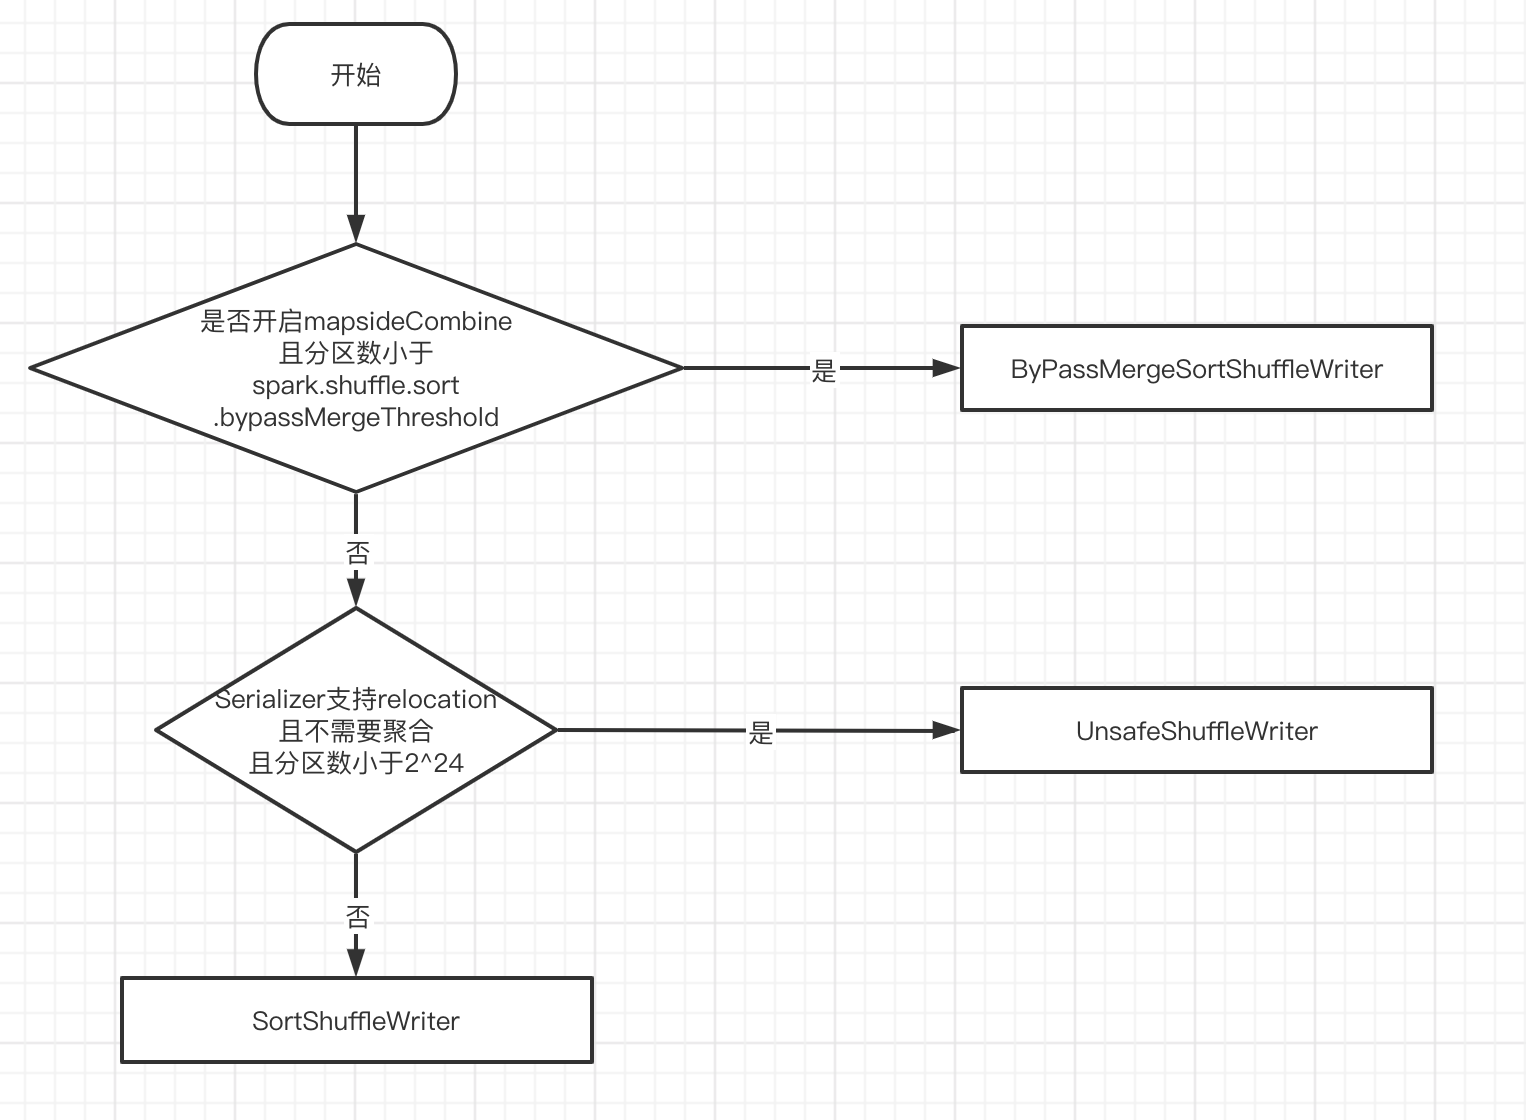 开始
是否开启mapsideCombine
且分区数小于
spark.shuffle.sort
.bypassMergeThreshold
是
ByPassMergeSortShuffleWriter
否
Serializer支持relocation
且不需要聚合
且分区数小于2^24
是
UnsafeShuffleWriter
否
SortShuffleWriter